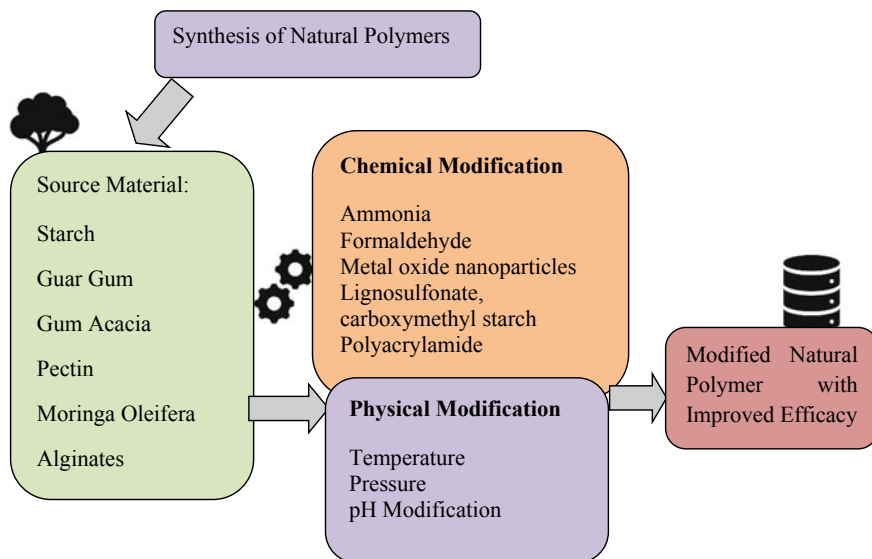 Synthesis of Natural Polymers
Source Material:
Starch
Guar Gum
Gum Acacia
Pectin
Moringa Oleifera
Alginates
Chemical Modification
Ammonia
Formaldehyde
Metal oxide nanoparticles
Lignosulfonate,
carboxymethyl starch
Polyacrylamide
Physical Modification
Temperature
Pressure
pH Modification
Modified Natural
Polymer with
Improved Efficacy